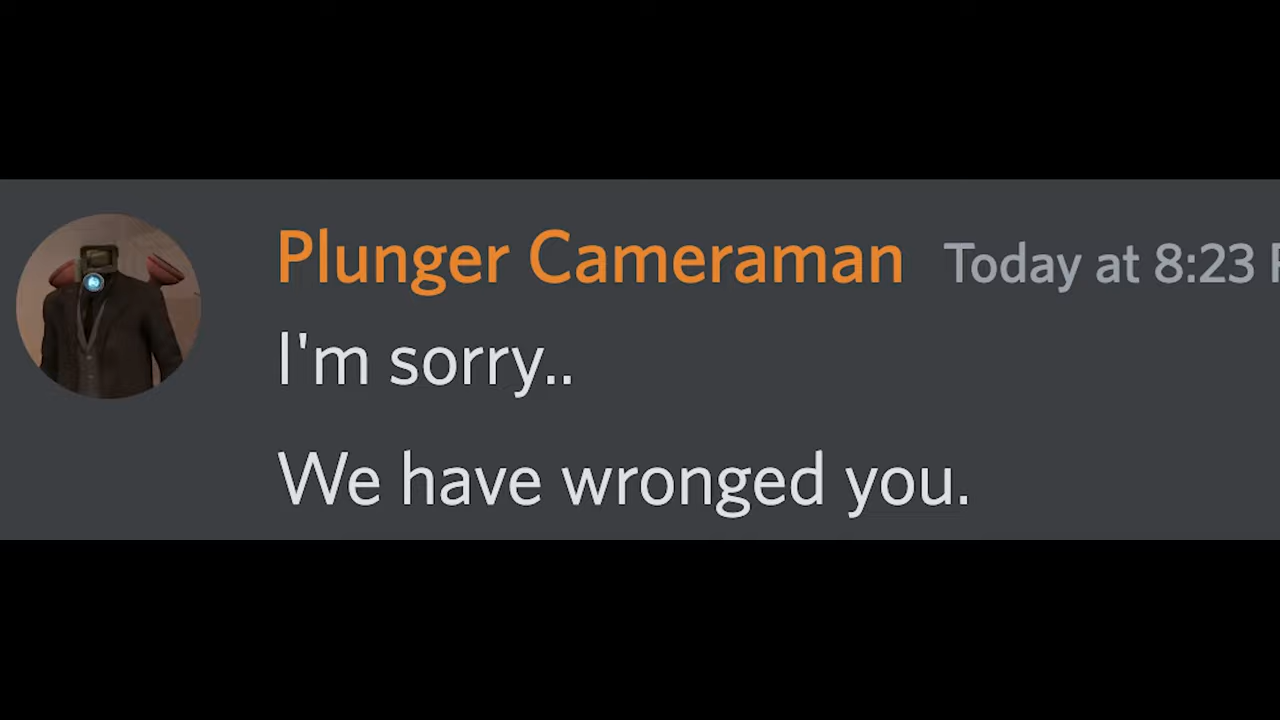 Plunger Cameraman Today at 8:23
I'm sorry..
We have wronged you.